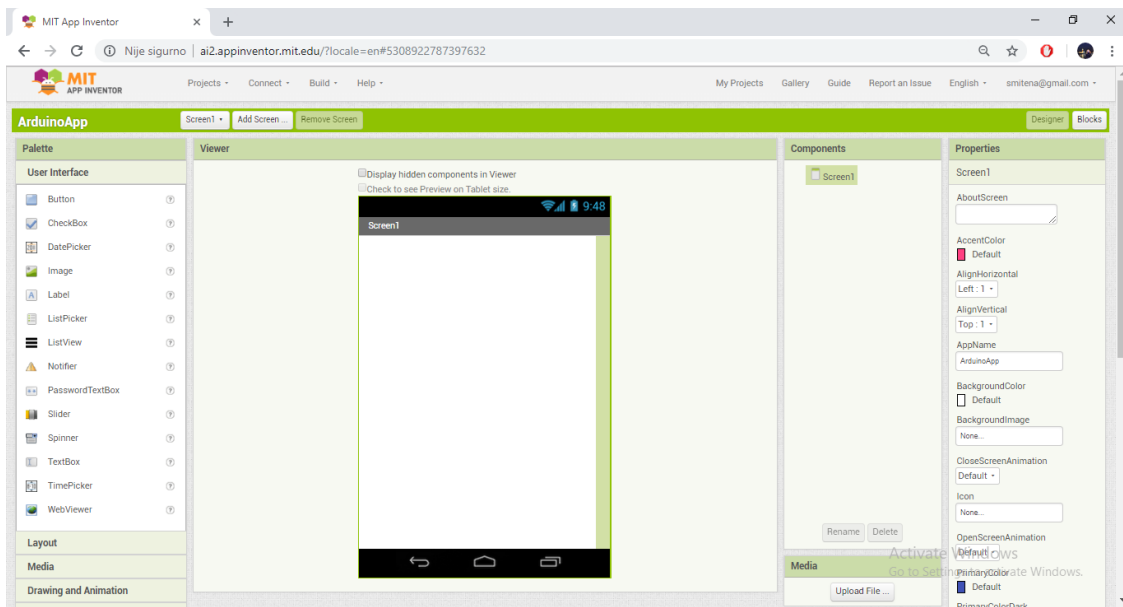 MIT App Inventor
Nije sigurno
ai2.appinventor.mit.edu/?locale=en#5308922787397632
MIT
APP INVENTOR
Projects
Connect
Build
Help
My Projects
Gallery
Guide
Report an Issue
English
smitena@gmail.com
ArduinoApp
Screen1
Add Screen ...
Remove Screen
Designer
Blocks
Palette
User Interface
Button
CheckBox
DatePicker
Image
Label
ListPicker
ListView
Notifier
PasswordTextBox
Slider
Spinner
TextBox
TimePicker
WebViewer
Layout
Media
Drawing and Animation
Viewer
Display hidden components in Viewer
Check to see Preview on Tablet size.
9:48
Screen1
Components
Screen1
Rename
Delete
Media
Upload File ...
Properties
Screen1
AboutScreen
AccentColor
Default
AlignHorizontal
Left : 1
AlignVertical
Top : 1
AppName
ArduinoApp
BackgroundColor
Default
BackgroundImage
None...
CloseScreenAnimation
Default
Icon
None...
OpenScreenAnimation
Default
PrimaryColor
Default
PrimaryColorDark
Activate Windows
Go to Settings to activate Windows.